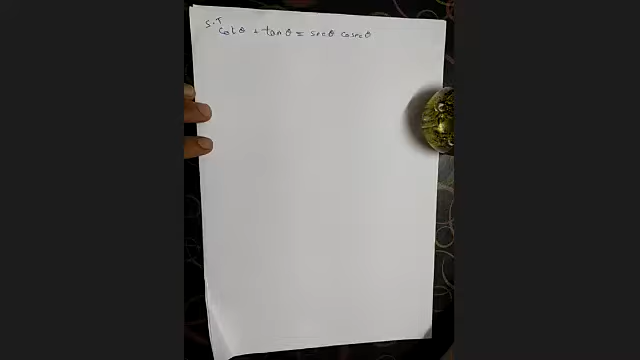 S.T
cot θ + tan θ = sec θ cosec θ